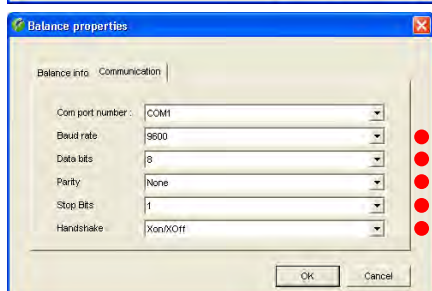 Balance properties
Balance info Communication
Com port number : COM1
Baud rate 9600
Data bits 8
Parity None
Stop Bits 1
Handshake Xon/XOff
OK Cancel